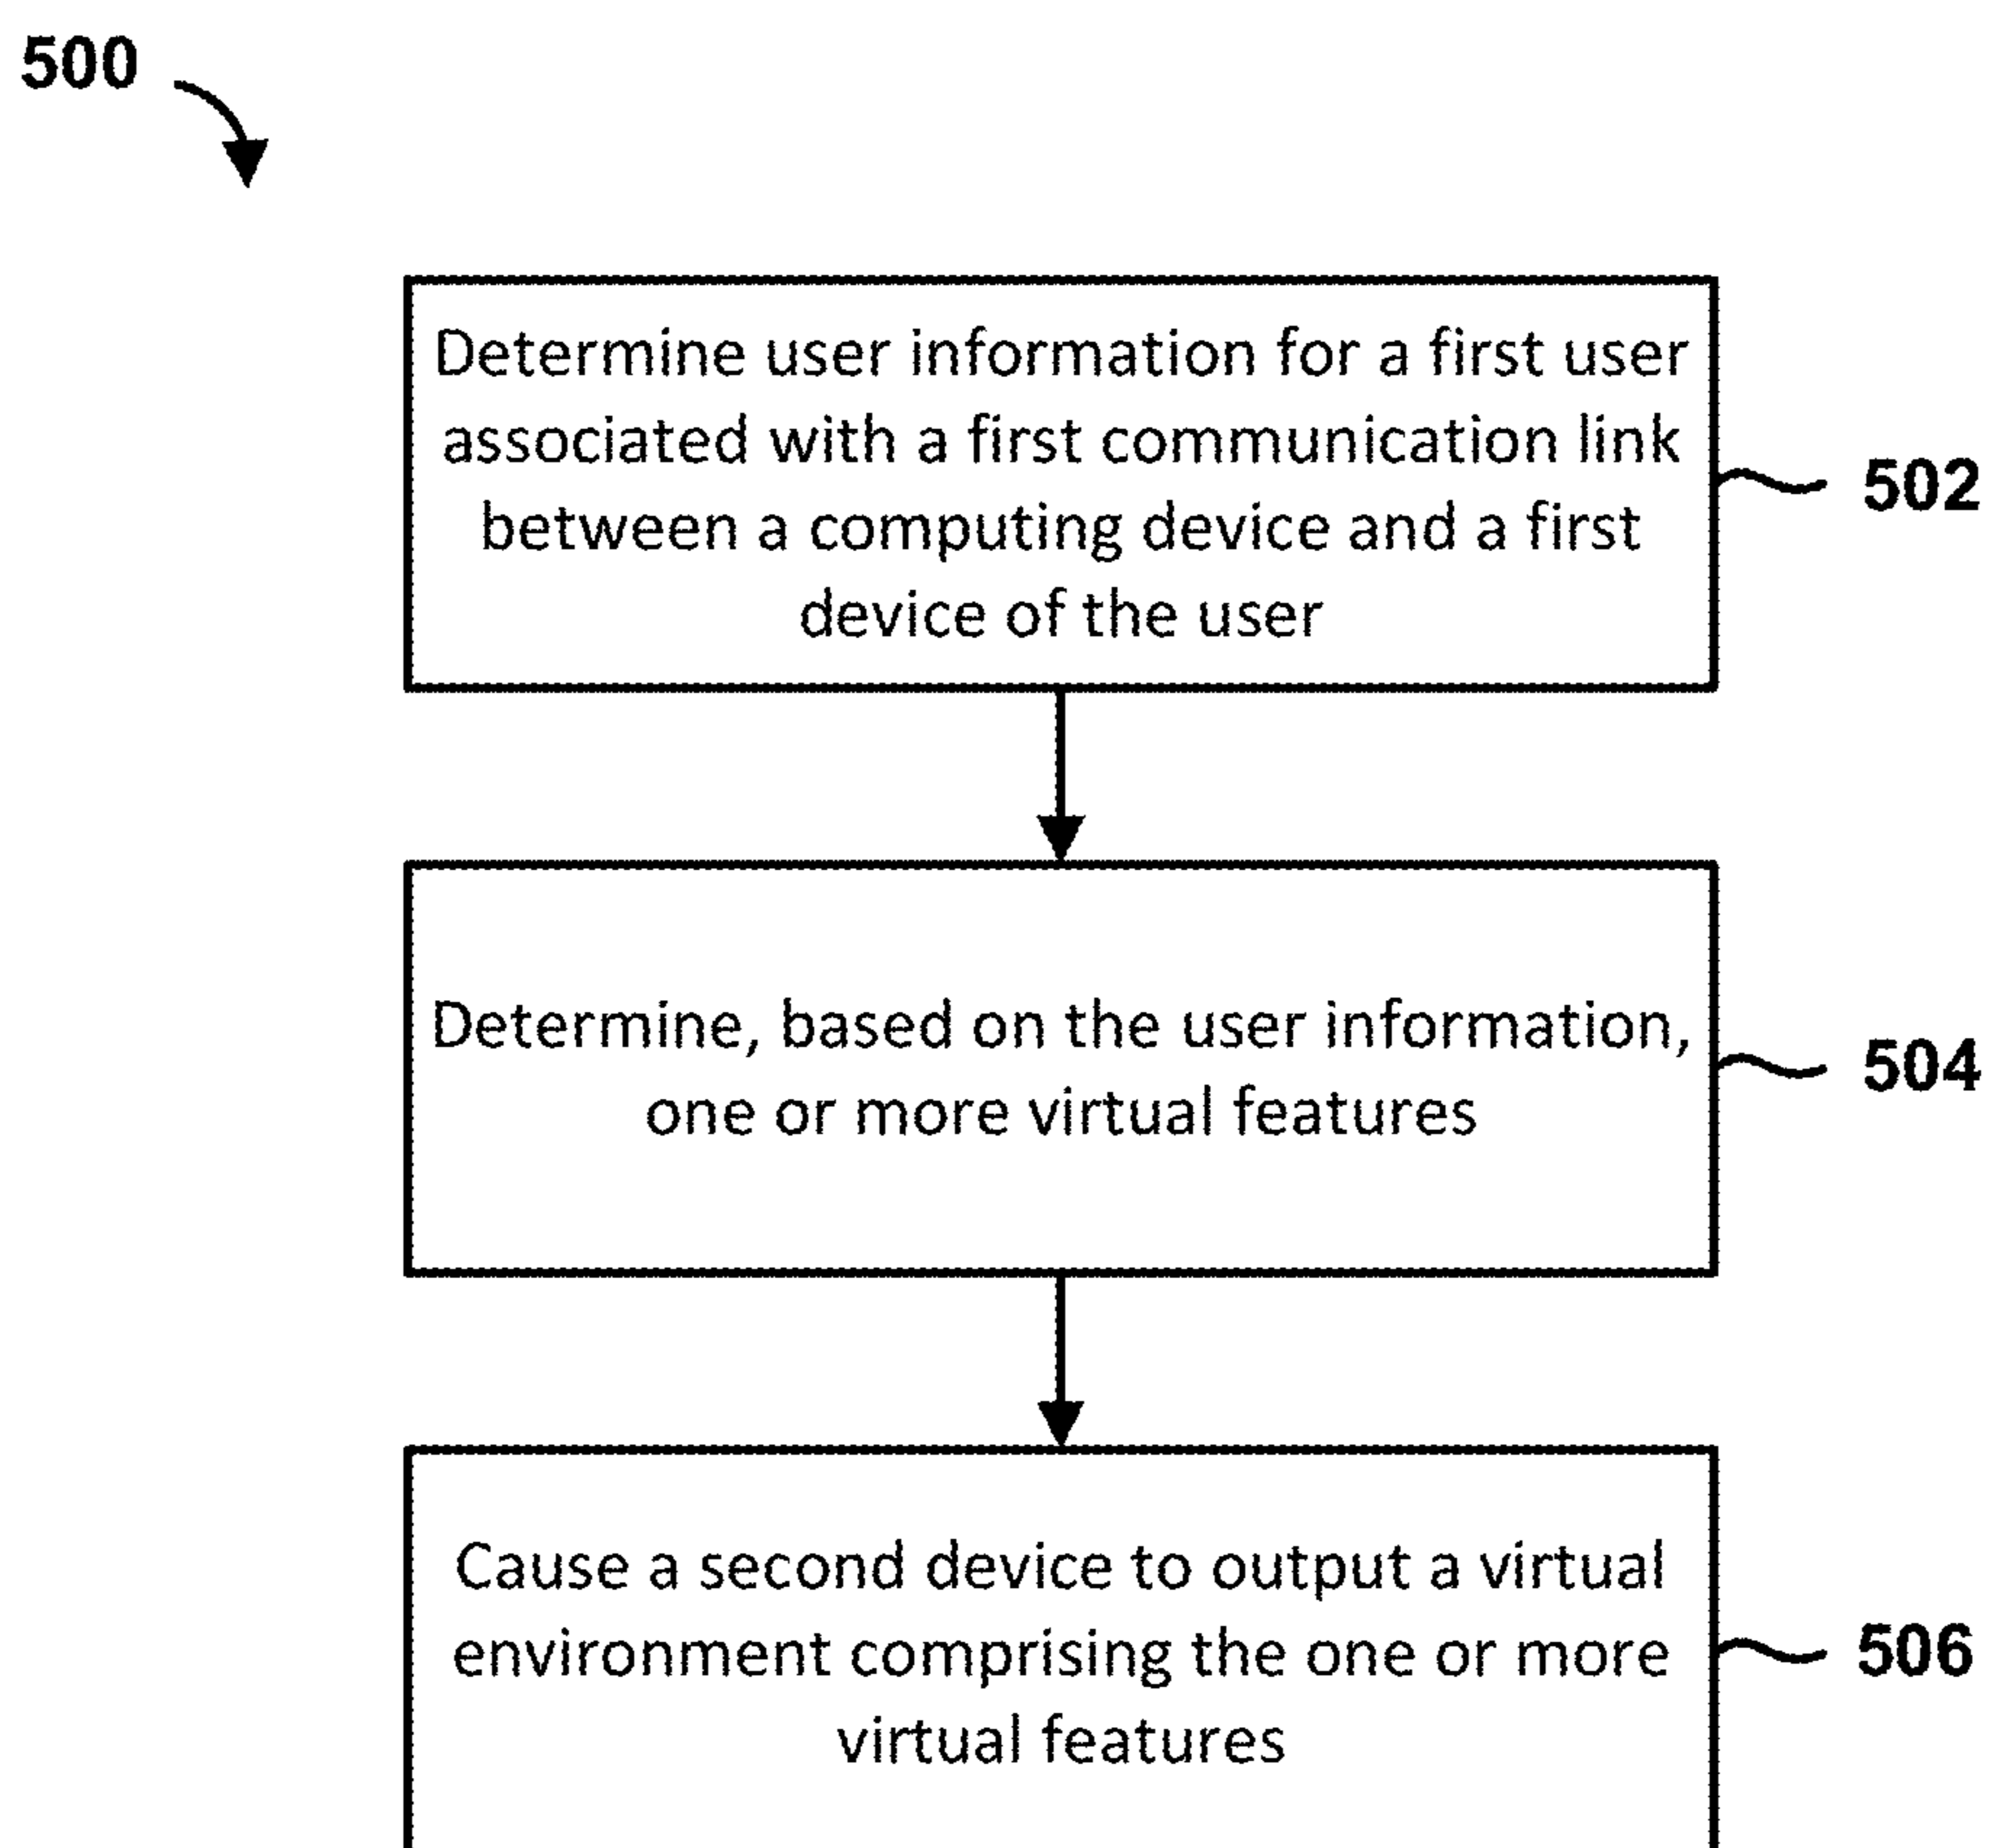 500
Determine user information for a first user
associated with a first communication link
between a computing device and a first
device of the user
502
Determine, based on the user information,
one or more virtual features
504
Cause a second device to output a virtual
environment comprising the one or more
virtual features
506